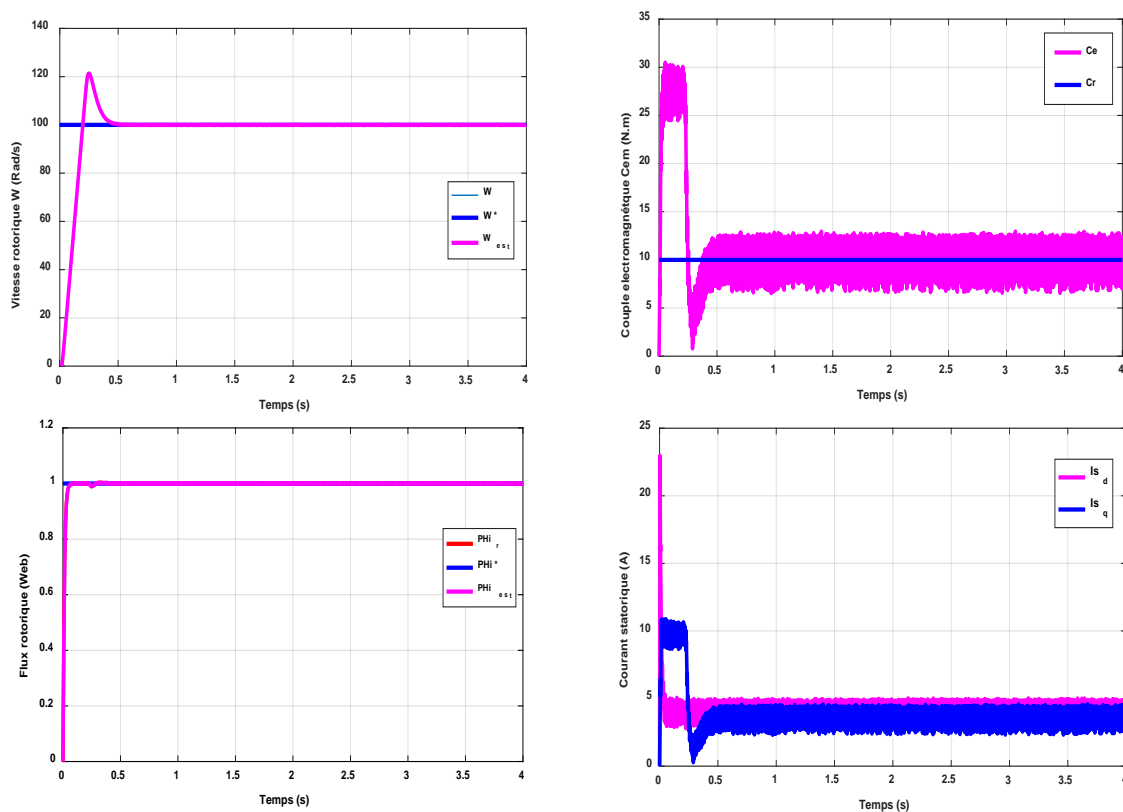 140
120
100
80
60
40
20
0
0 0.5 1 1.5 2 2.5 3 3.5 4
Vitesse rotorique W (Rad/s)
Temps (s)
W
W *
W est
35
30
25
20
15
10
5
0
0 0.5 1 1.5 2 2.5 3 3.5 4
Couple electromagnétque Cem (N.m)
Temps (s)
Ce
Cr
1.2
1
0.8
0.6
0.4
0.2
0
0 0.5 1 1.5 2 2.5 3 3.5 4
Flux rotorique (Web)
Temps (s)
PHi r
PHi *
PHi est
25
20
15
10
5
0
0 0.5 1 1.5 2 2.5 3 3.5
Courant statorique (A)
Temps (s)
Is d
Is q